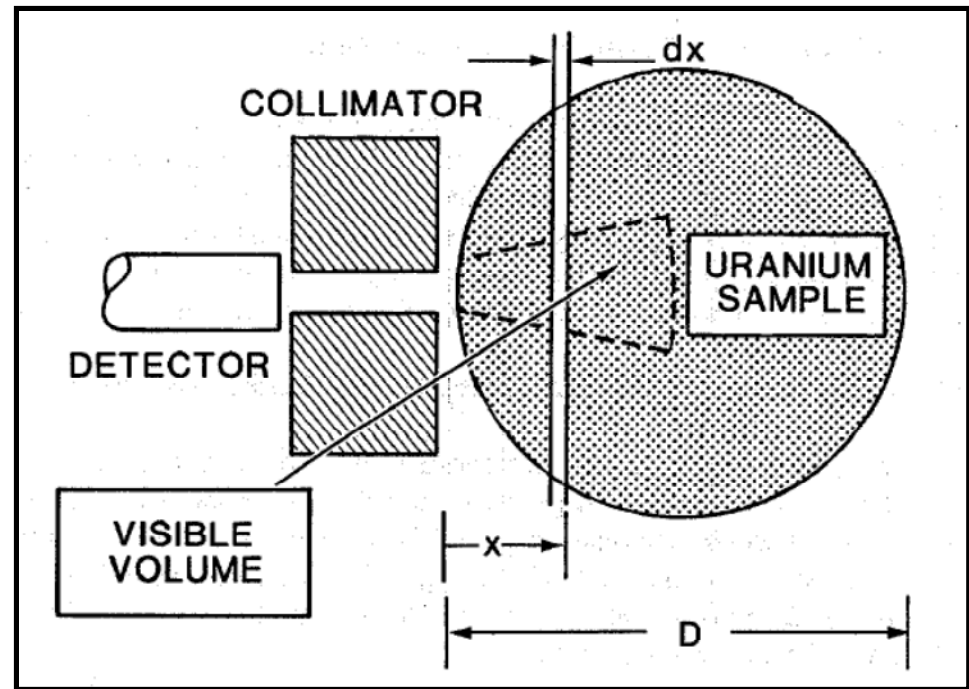 dx
COLLIMATOR
URANIUM
SAMPLE
DETECTOR
VISIBLE
VOLUME
x
D